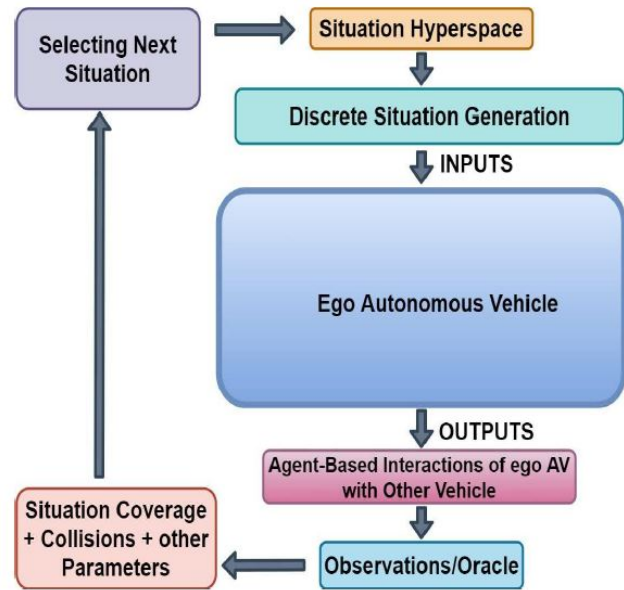 Selecting Next
Situation
Situation Hyperspace
Discrete Situation Generation
INPUTS
Ego Autonomous Vehicle
OUTPUTS
Agent-Based Interactions of ego AV
with Other Vehicle
Situation Coverage
+ Collisions + other
Parameters
Observations/Oracle